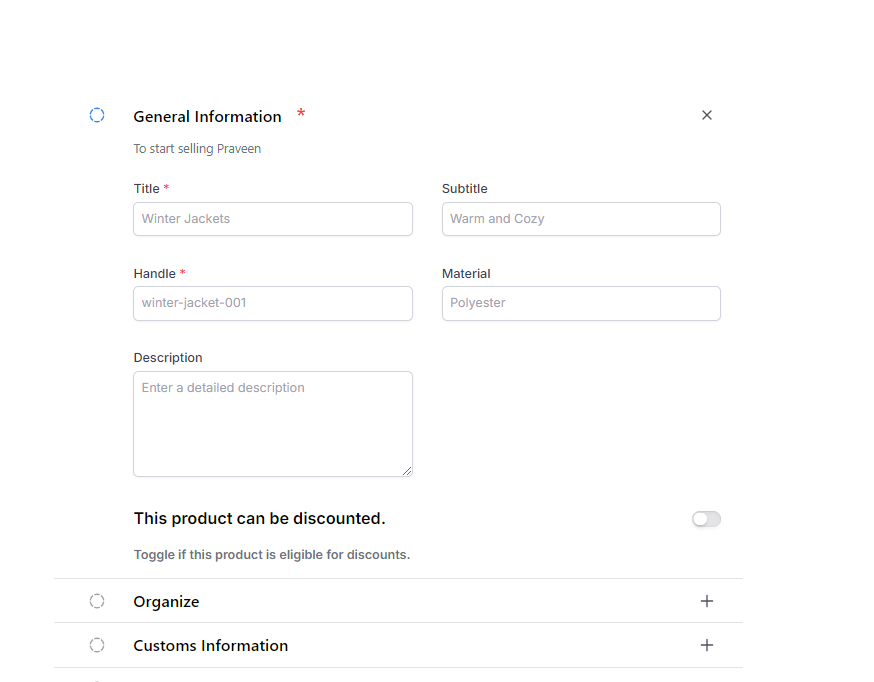 General Information *
To start selling Praveen
Title * Subtitle
Winter Jackets Warm and Cozy
Handle * Material
winter-jacket-001 Polyester
Description
Enter a detailed description
This product can be discounted.
Toggle if this product is eligible for discounts.
Organize
Customs Information